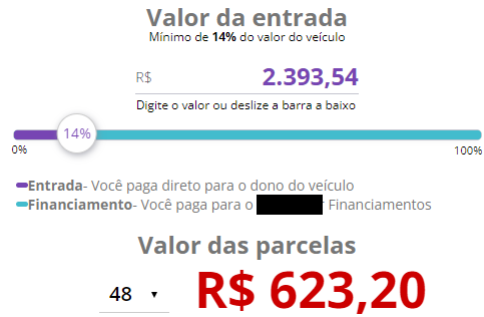 Valor da entrada
Mínimo de 14% do valor do veículo
R$ 2.393,54
Digite o valor ou deslize a barra a baixo
14%
0% 100%
Entrada- Você paga direto para o dono do veículo
Financiamento- Você paga para o Financiamentos
Valor das parcelas
48 R$ 623,20